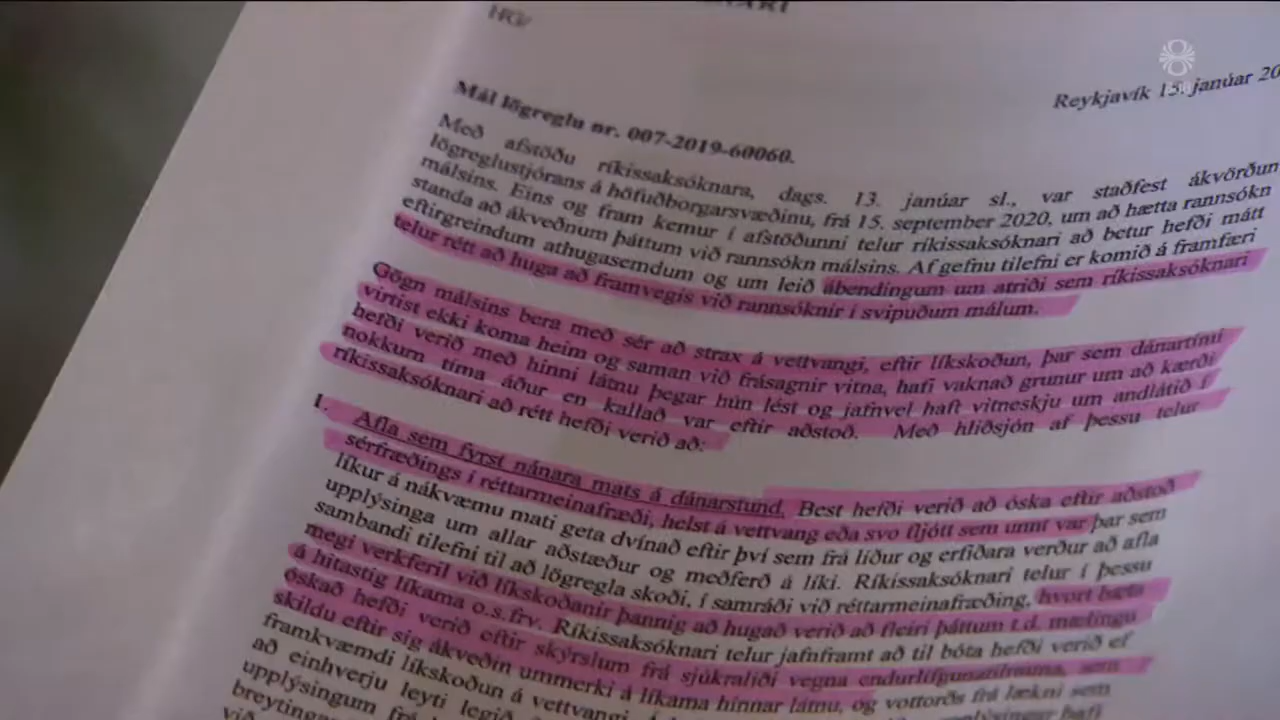 HG/
Reykjavík 15. janúar 20
Mál lögreglu nr. 007-2019-60060.
Með afstöðu ríkissaksóknara, dags. 13. janúar sl., var staðfest ákvörðun
lögreglustjórans á höfuðborgarsvæðinu, frá 15. september 2020, um að hætta rannsókn
málsins. Eins og fram kemur í afstöðunni telur ríkissaksóknari að betur hefði mátt
standa að ákveðnum þáttum við rannsókn málsins. Af gefnu tilefni er komið á framfæri
eftirgreindum athugasemdum og um leið ábendingum um atriði sem ríkissaksóknari
telur rétt að huga að framvegis við rannsóknir í svipuðum málum.
Gögn málsins bera með sér að strax á vettvangi, eftir líkskoðun, þar sem dánartími
virtist ekki koma heim og saman við frásagnir vitna, hafi vaknað grunur um að kærði
hefði verið með hinni látnu þegar hún lést og jafnvel haft vitneskju um andlátið í
nokkurn tíma áður en kallað var eftir aðstoð. Með hliðsjón af þessu telur
ríkissaksóknari að rétt hefði verið að:
1. Afla sem fyrst nánara mats á dánarstund. Best hefði verið að óska eftir aðstoð
sérfræðings í réttarmeinafræði, helst á vettvang eða svo fljótt sem unnt var þar sem
líkur á nákvæmu mati geta dvínað eftir því sem frá líður og erfiðara verður að afla
upplýsinga um allar aðstæður og meðferð á líki. Ríkissaksóknari telur í þessu
sambandi tilefni til að lögregla skoði, í samráði við réttarmeinafræðing, hvort bæta
megi verkferil við líkskoðanir þannig að hugað verið að fleiri þáttum t.d. mælingu
á hitastig líkama o.s.frv. Ríkissaksóknari telur jafnframt að til bóta hefði verið ef
óskað hefði verið eftir skýrslum frá sjúkraliði vegna endurlífgunartilrauna, sem
skildu eftir sig ákveðin ummerki á líkama hinnar látnu, og vottorðs frá lækni sem
framkvæmdi líkskoðun á vettvangi.
að einhverju leyti legið upplýsingar hafi
upplýsingum frá
breytingar
við